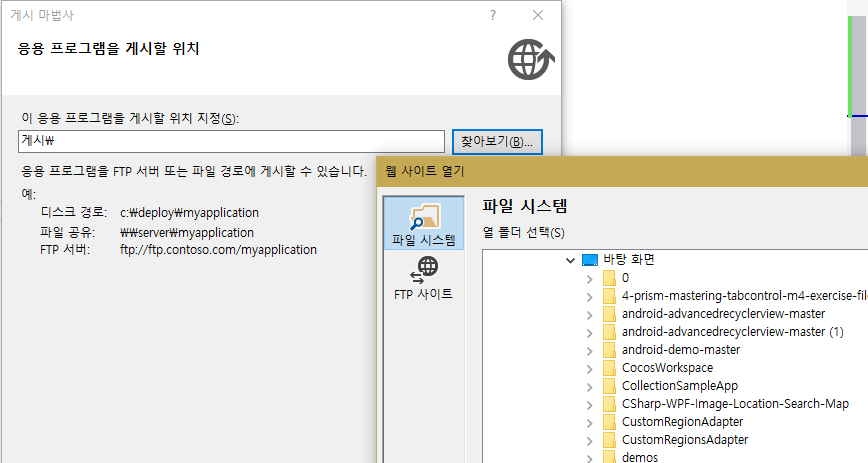 게시 마법사
응용 프로그램을 게시할 위치
이 응용 프로그램을 게시할 위치 지정(S):
게시\
찾아보기(B)...
응용 프로그램을 FTP 서버 또는 파일 경로에 게시할 수 있습니다.
예:
디스크 경로: c:\deploy\myapplication
파일 공유: \\server\myapplication
FTP 서버: ftp://ftp.contoso.com/myapplication
웹 사이트 열기
파일 시스템
FTP 사이트
파일 시스템
열 폴더 선택(S)
바탕 화면
0
4-prism-mastering-tabcontrol-m4-exercise-file
android-advancedrecyclerview-master
android-advancedrecyclerview-master (1)
android-demo-master
CocosWorkspace
CollectionSampleApp
CSharp-WPF-Image-Location-Search-Map
CustomRegionAdapter
CustomRegionsAdapter
demos